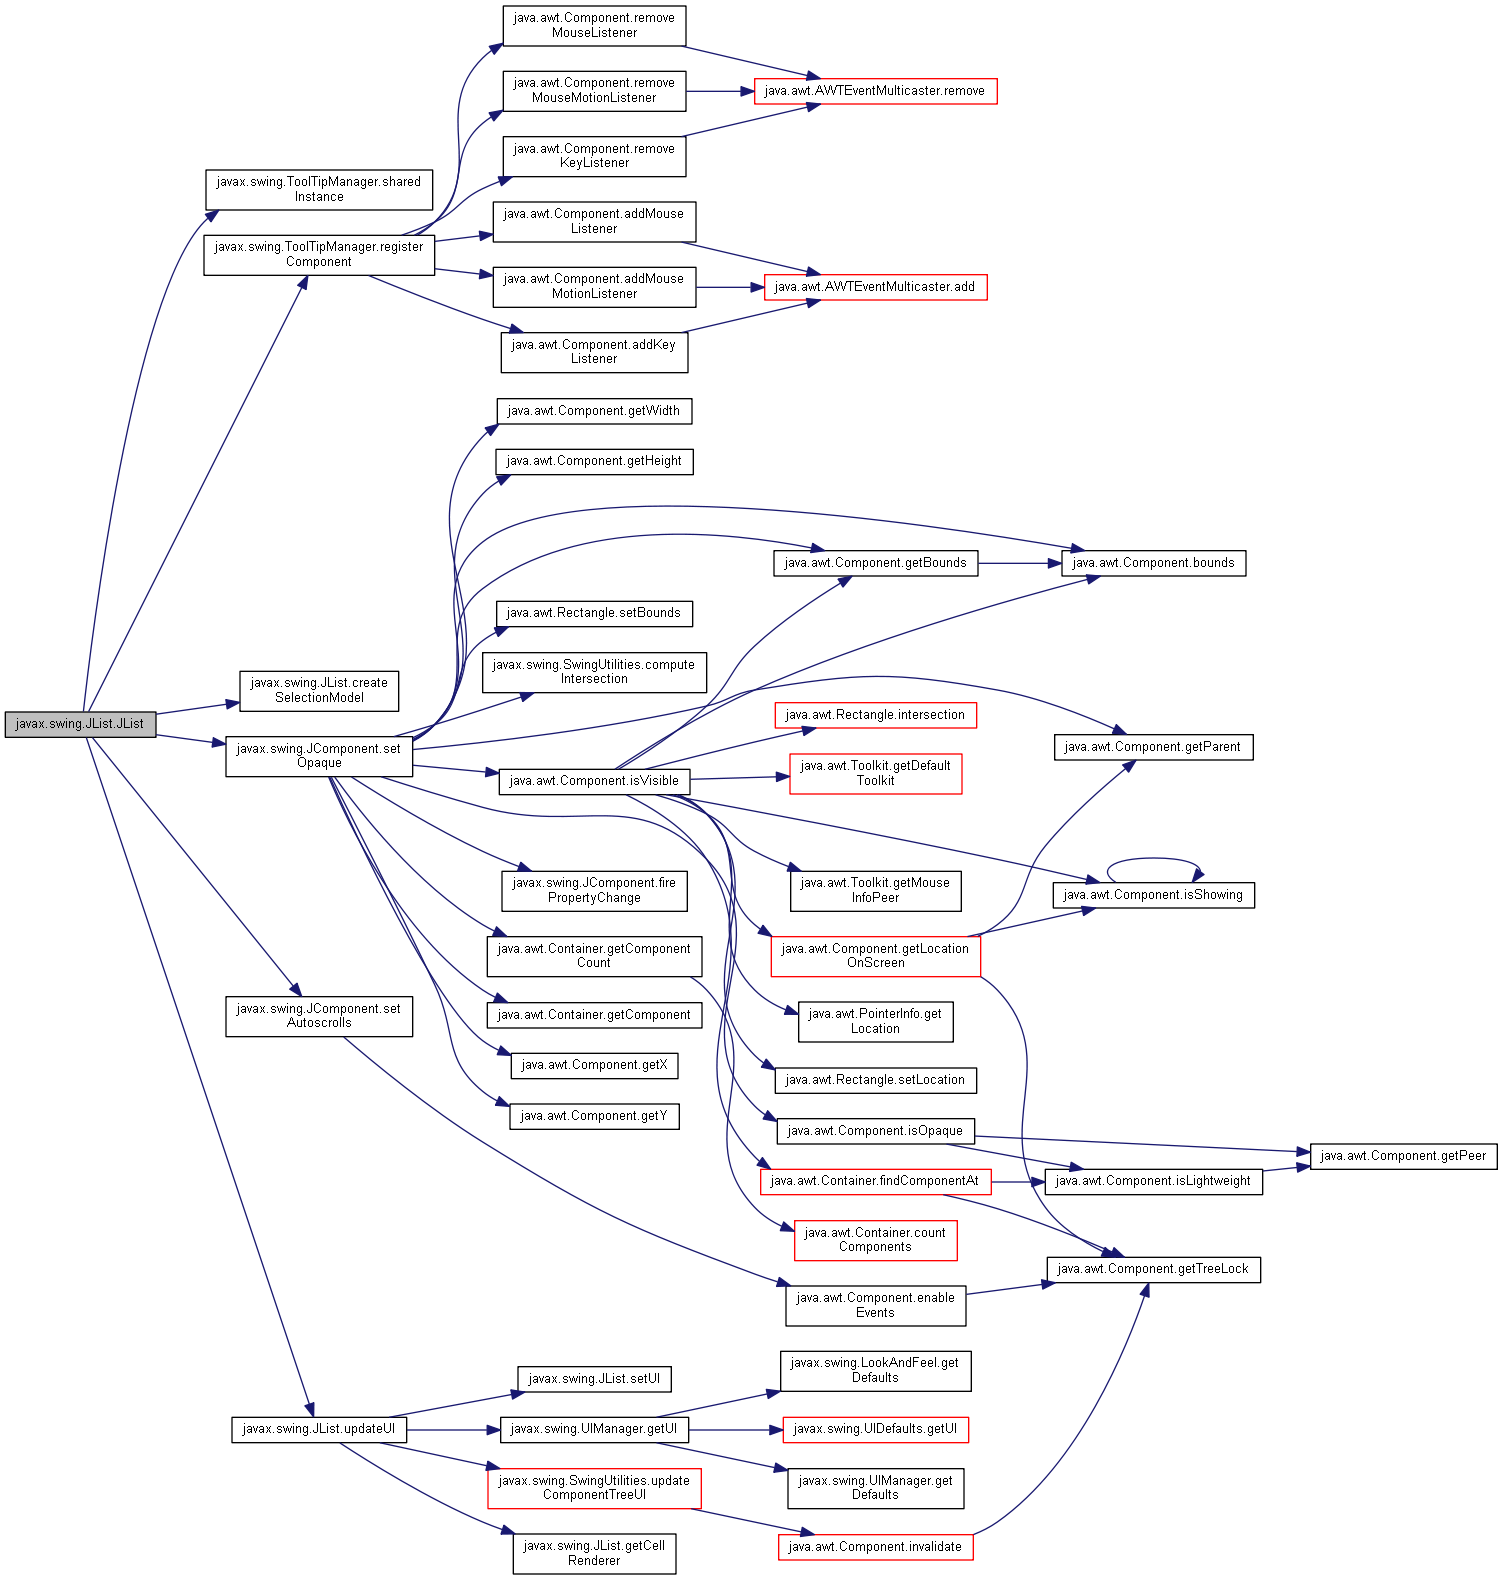 java.awt.Component.remove
MouseListener
java.awt.Component.remove
MouseMotionListener
java.awt.AWTEventMulticaster.remove
java.awt.Component.remove
KeyListener
javax.swing.ToolTipManager.shared
Instance
java.awt.Component.addMouse
Listener
javax.swing.ToolTipManager.register
Component
java.awt.Component.addMouse
MotionListener
java.awt.AWTEventMulticaster.add
java.awt.Component.addKey
Listener
java.awt.Component.getWidth
java.awt.Component.getHeight
java.awt.Component.getBounds
java.awt.Component.bounds
java.awt.Rectangle.setBounds
javax.swing.SwingUtilities.compute
Intersection
javax.swing.JList.create
SelectionModel
javax.swing.JList.JList
java.awt.Rectangle.intersection
javax.swing.JComponent.set
Opaque
java.awt.Component.getParent
java.awt.Component.isVisible
java.awt.Toolkit.getDefault
Toolkit
javax.swing.JComponent.fire
PropertyChange
java.awt.Toolkit.getMouse
InfoPeer
java.awt.Component.isShowing
java.awt.Container.getComponent
Count
java.awt.Component.getLocation
OnScreen
javax.swing.JComponent.set
Autoscrolls
java.awt.Container.getComponent
java.awt.PointerInfo.get
Location
java.awt.Component.getX
java.awt.Rectangle.setLocation
java.awt.Component.getY
java.awt.Component.isOpaque
java.awt.Component.getPeer
java.awt.Container.findComponentAt
java.awt.Component.isLightweight
java.awt.Container.count
Components
java.awt.Component.getTreeLock
java.awt.Component.enable
Events
javax.swing.LookAndFeel.get
Defaults
javax.swing.JList.setUI
javax.swing.JList.updateUI
javax.swing.UIManager.getUI
javax.swing.UIDefaults.getUI
javax.swing.SwingUtilities.update
ComponentTreeUI
javax.swing.UIManager.get
Defaults
javax.swing.JList.getCell
Renderer
java.awt.Component.invalidate